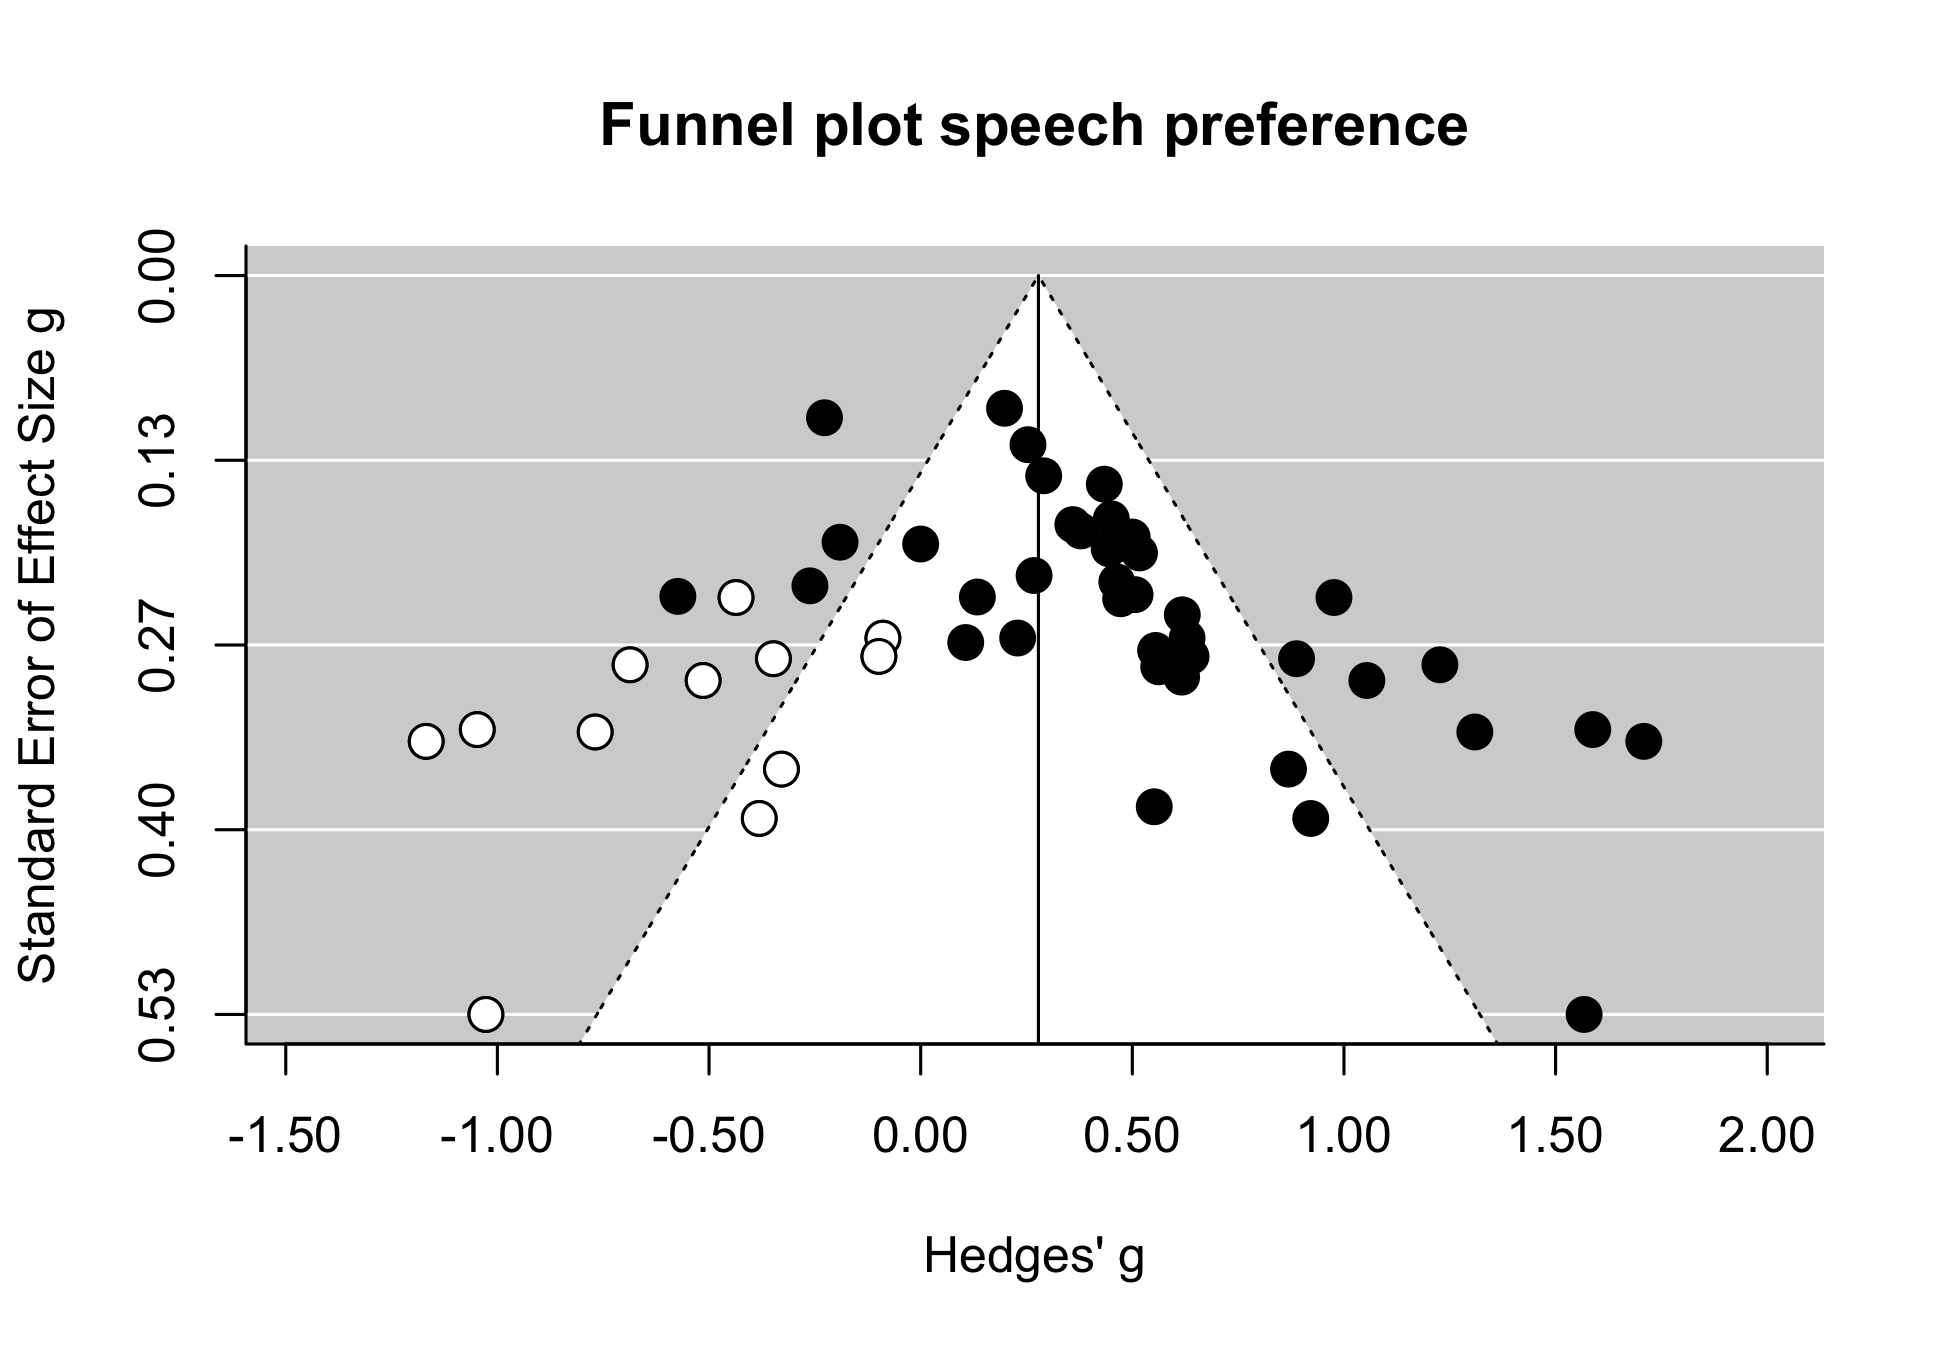 Funnel plot speech preference
Standard Error of Effect Size g
0.00
0.13
0.27
0.40
0.53
-1.50 -1.00 -0.50 0.00 0.50 1.00 1.50 2.00
Hedges' g